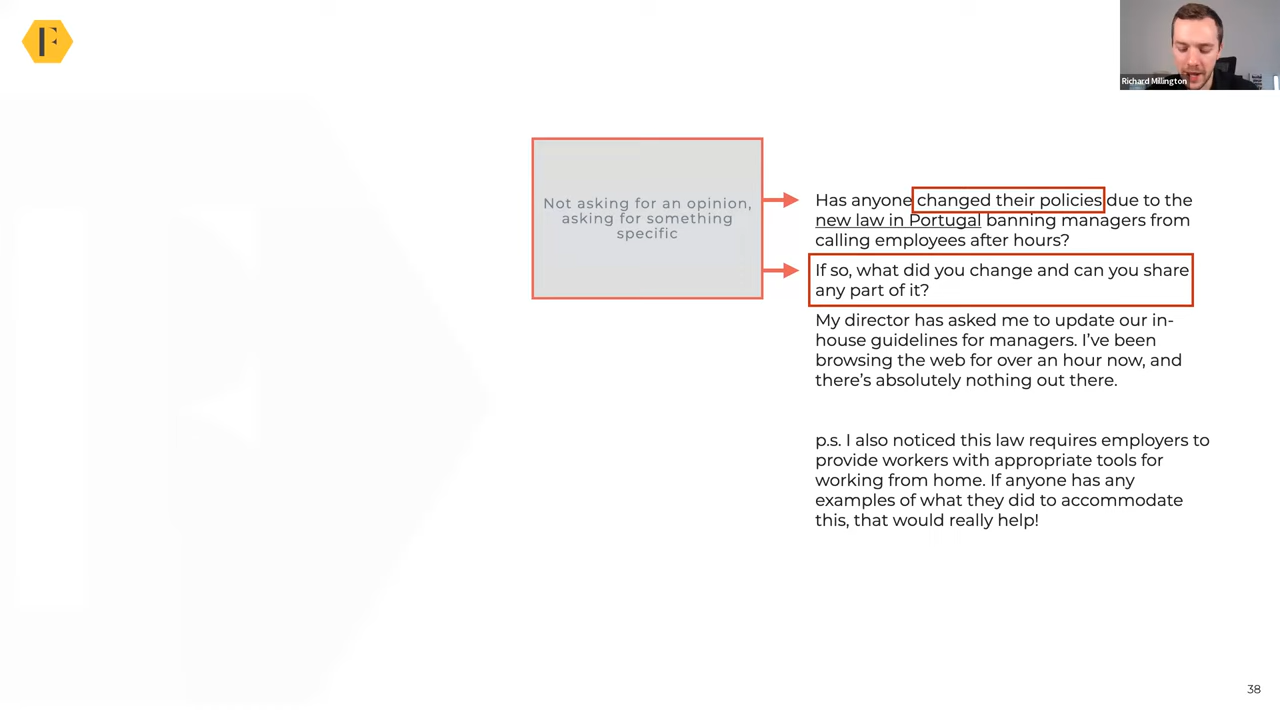 F
Richard Millington
Not asking for an opinion,
asking for something
specific
Has anyone changed their policies due to the
new law in Portugal banning managers from
calling employees after hours?
If so, what did you change and can you share
any part of it?
My director has asked me to update our in-
house guidelines for managers. I’ve been
browsing the web for over an hour now, and
there’s absolutely nothing out there.
p.s. I also noticed this law requires employers to
provide workers with appropriate tools for
working from home. If anyone has any
examples of what they did to accommodate
this, that would really help!
38